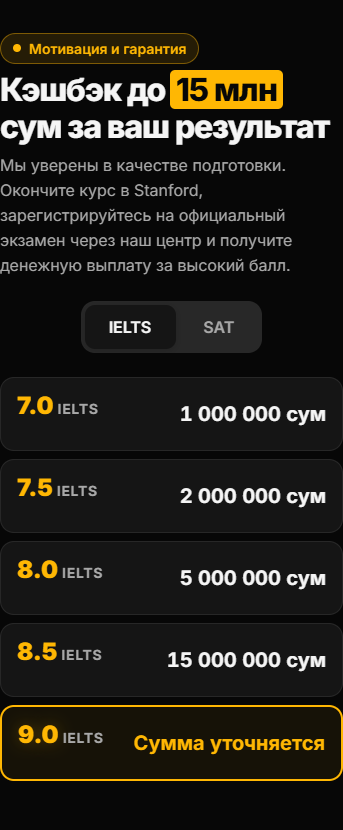 Мотивация и гарантия
Кэшбэк до 15 млн
сум за ваш результат
Мы уверены в качестве подготовки.
Окончите курс в Stanford,
зарегистрируйтесь на официальный
экзамен через наш центр и получите
денежную выплату за высокий балл.
IELTS SAT
7.0 IELTS 1 000 000 сум
7.5 IELTS 2 000 000 сум
8.0 IELTS 5 000 000 сум
8.5 IELTS 15 000 000 сум
9.0 IELTS Сумма уточняется